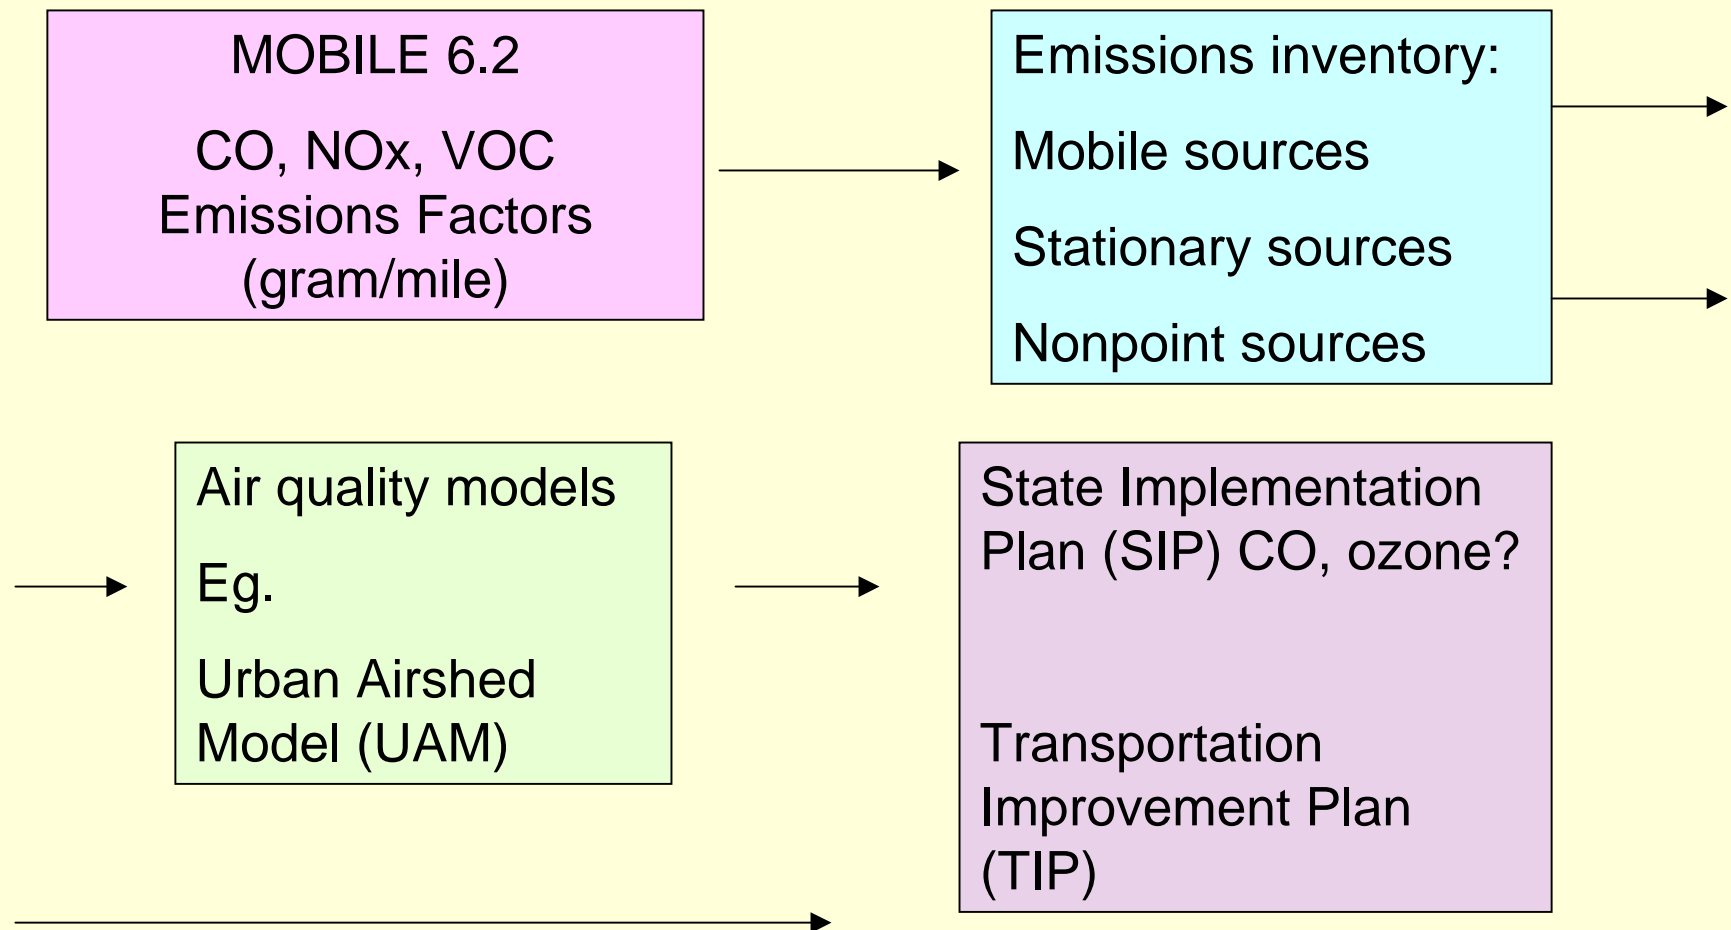 MOBILE 6.2
CO, NOx, VOC
Emissions Factors
(gram/mile)
Emissions inventory:
Mobile sources
Stationary sources
Nonpoint sources
Air quality models
Eg.
Urban Airshed
Model (UAM)
State Implementation
Plan (SIP) CO, ozone?
Transportation
Improvement Plan
(TIP)